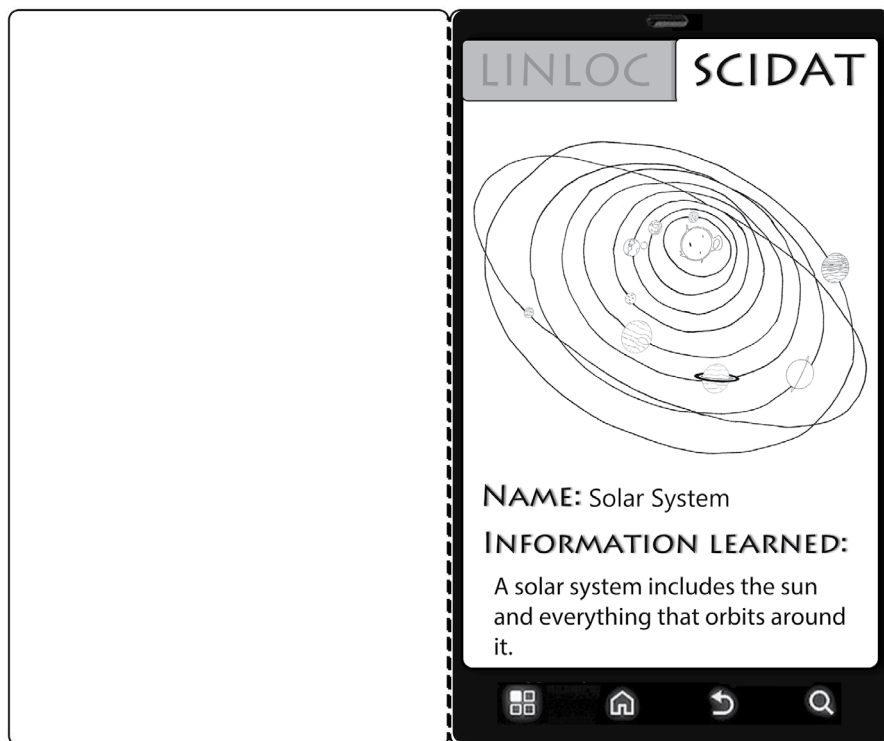 LINLOC SCIDAT
NAME: Solar System
INFORMATION LEARNED:
A solar system includes the sun
and everything that orbits around
it.